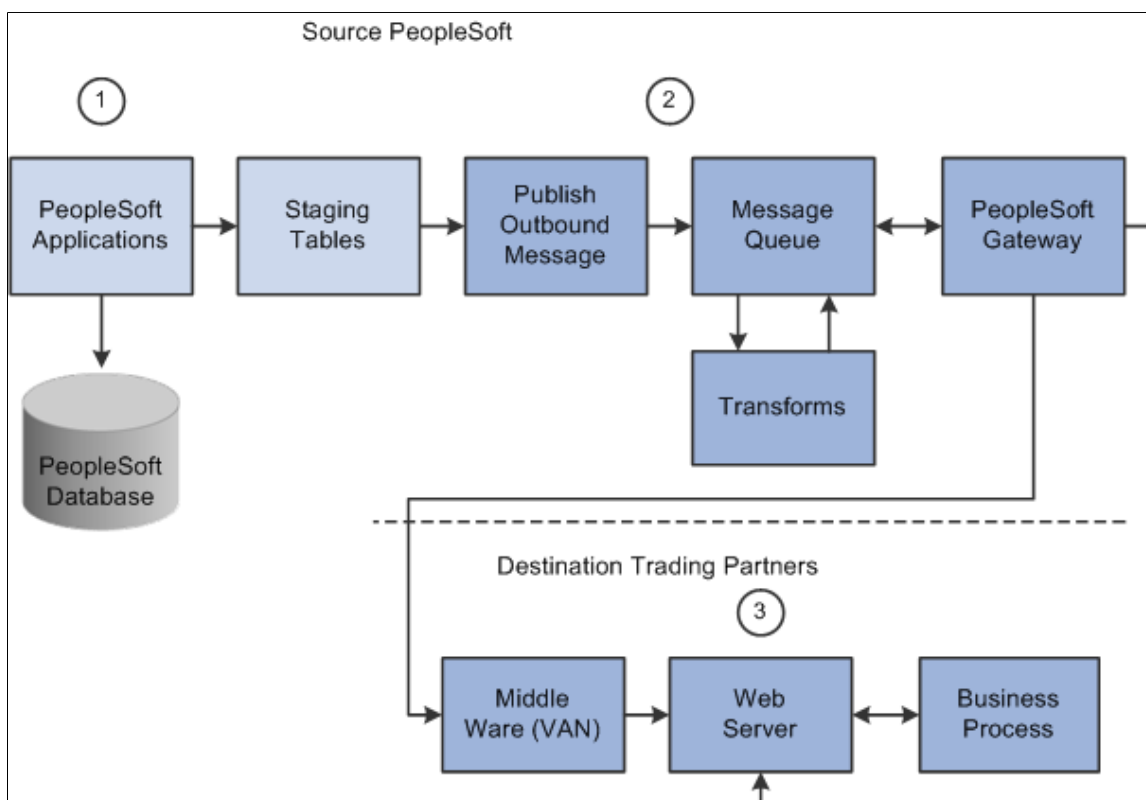 Source PeopleSoft
1
2
PeopleSoft
Applications
Staging
Tables
Publish
Outbound
Message
Message
Queue
PeopleSoft
Gateway
Transforms
PeopleSoft
Database
Destination Trading Partners
3
Middle
Ware (VAN)
Web
Server
Business
Process